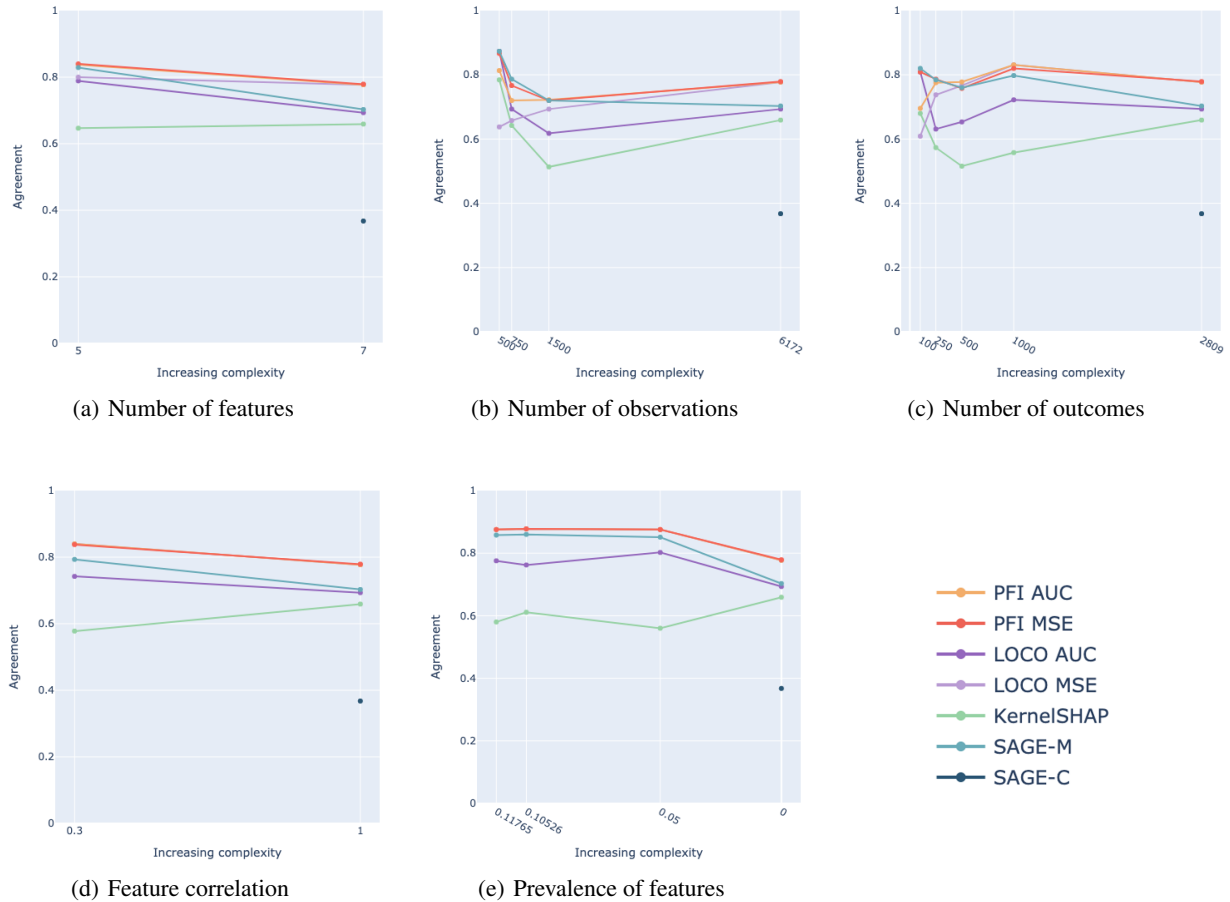 1
0.8
0.6
0.4
0.2
0
Agreement
5
7
Increasing complexity
(a) Number of features
1
0.8
0.6
0.4
0.2
0
Agreement
500
750
1500
6172
Increasing complexity
(b) Number of observations
1
0.8
0.6
0.4
0.2
0
Agreement
100
250
500
1000
2809
Increasing complexity
(c) Number of outcomes
1
0.8
0.6
0.4
0.2
0
Agreement
0.3
1
Increasing complexity
(d) Feature correlation
1
0.8
0.6
0.4
0.2
0
Agreement
0.11765
0.10526
0.05
0
Increasing complexity
(e) Prevalence of features
PFI AUC
PFI MSE
LOCO AUC
LOCO MSE
KernelSHAP
SAGE-M
SAGE-C